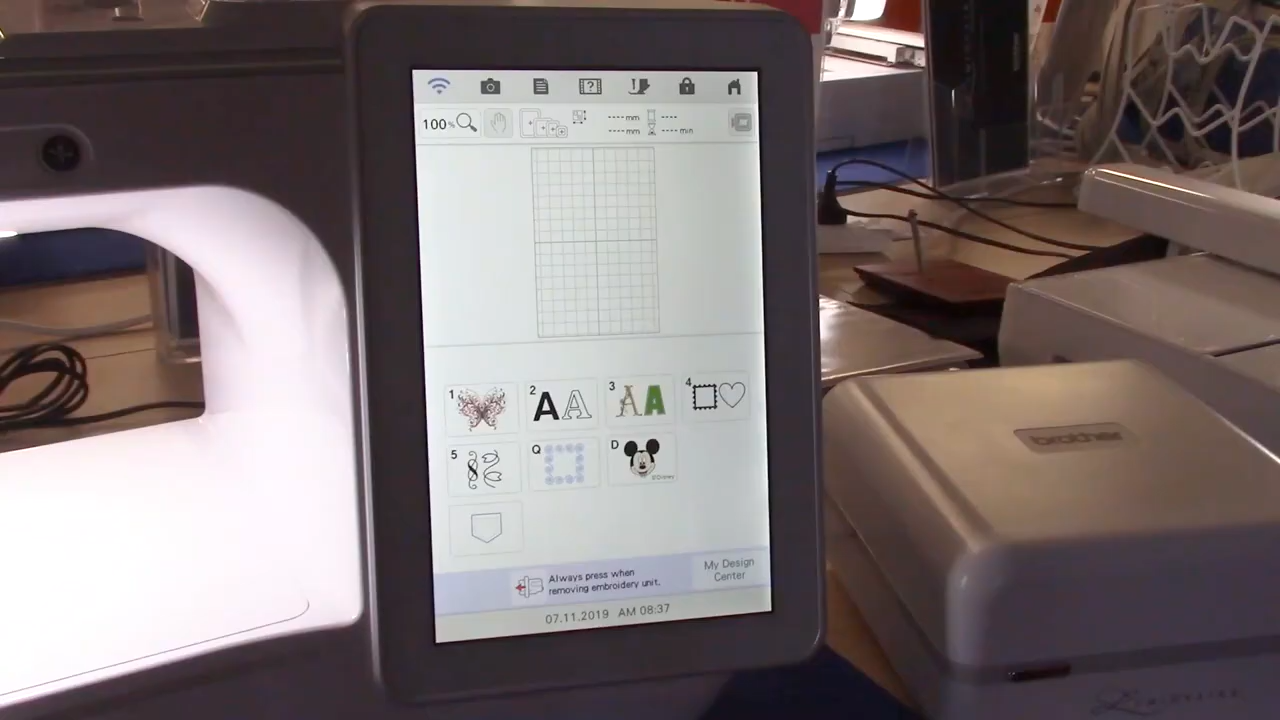 100%
---- mm ----
---- mm ---- min
1
2 A A
3 A A
4
5
Q
D
©Disney
Always press when
removing embroidery unit.
My Design
Center
07.11.2019 AM 08:37
brother